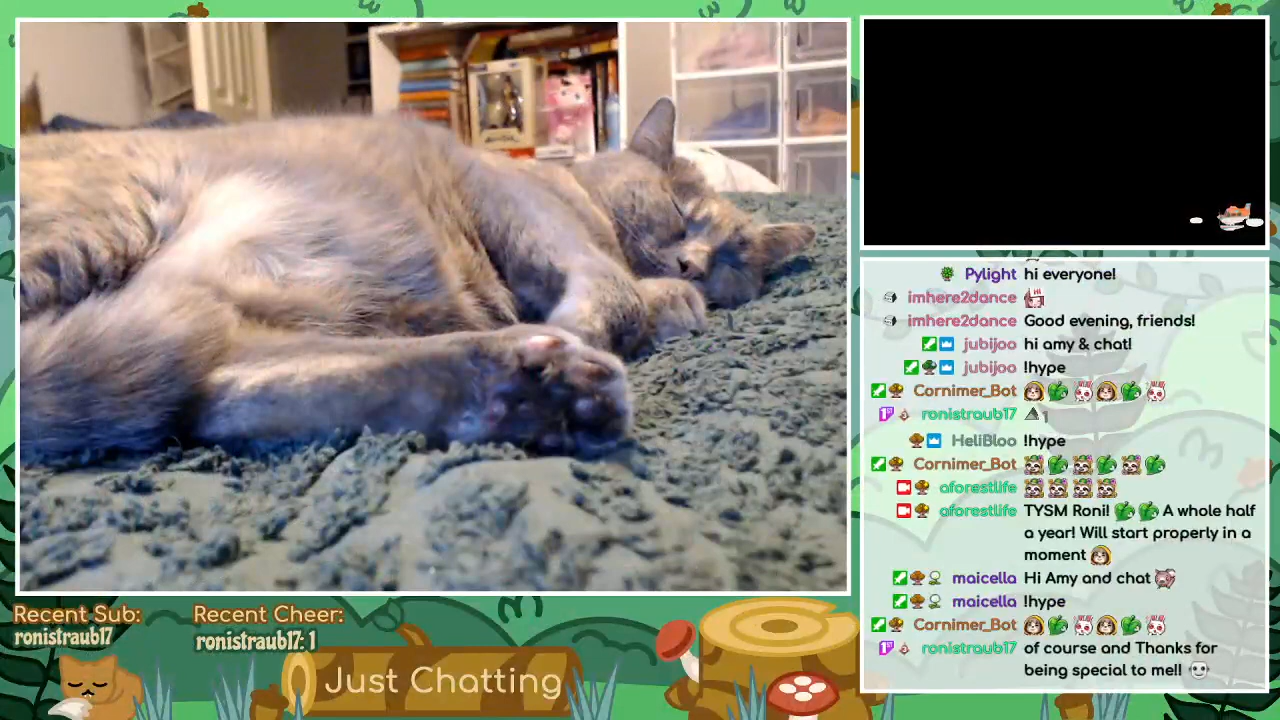 Pylight hi everyone!
imhere2dance HI
imhere2dance Good evening, friends!
jubijoo hi amy & chat!
jubijoo !hype
Cornimer_Bot
ronistraub17 1
HeliBloo !hype
Cornimer_Bot
aforestlife
aforestlife TYSM Roni! A whole half
a year! Will start properly in a
moment
maicella Hi Amy and chat
maicella !hype
Cornimer_Bot
ronistraub17 of course and Thanks for
being special to me!!
Recent Sub:
ronistraub17
Recent Cheer:
ronistraub17: 1
Just Chatting